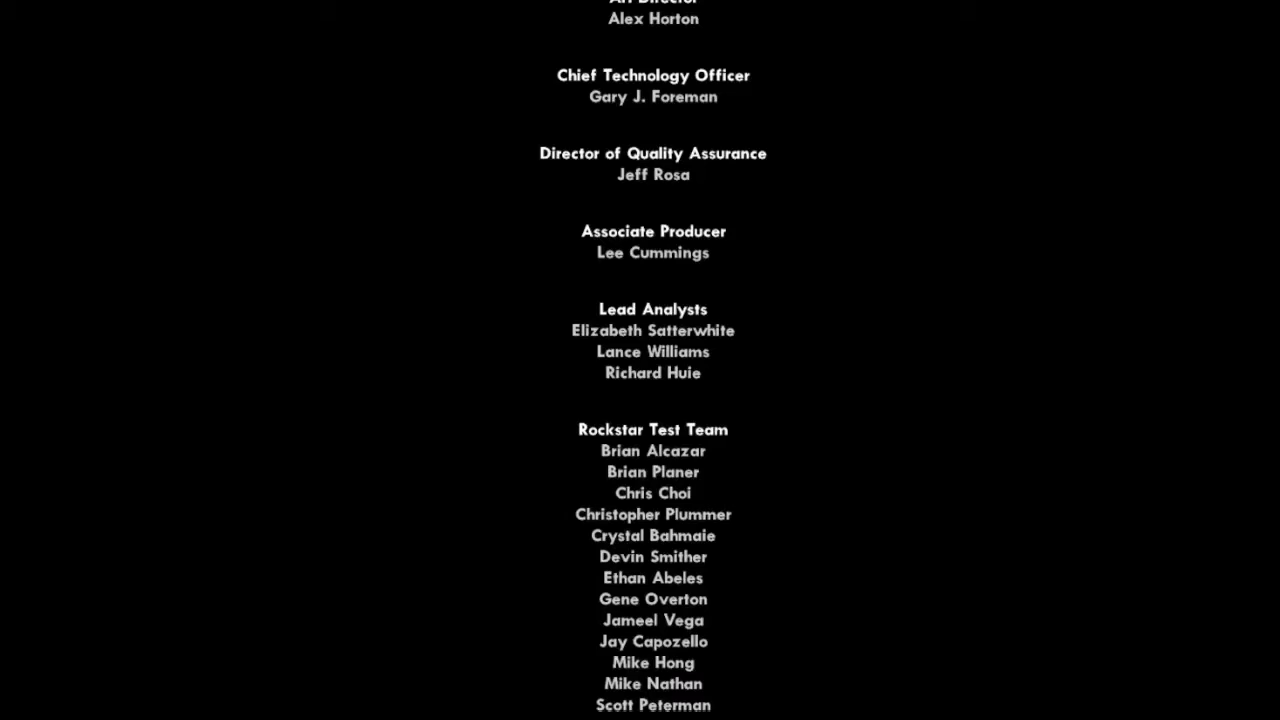 Art Director
Alex Horton
Chief Technology Officer
Gary J. Foreman
Director of Quality Assurance
Jeff Rosa
Associate Producer
Lee Cummings
Lead Analysts
Elizabeth Satterwhite
Lance Williams
Richard Huie
Rockstar Test Team
Brian Alcazar
Brian Planer
Chris Choi
Christopher Plummer
Crystal Bahmaie
Devin Smither
Ethan Abeles
Gene Overton
Jameel Vega
Jay Capozello
Mike Hong
Mike Nathan
Scott Peterman